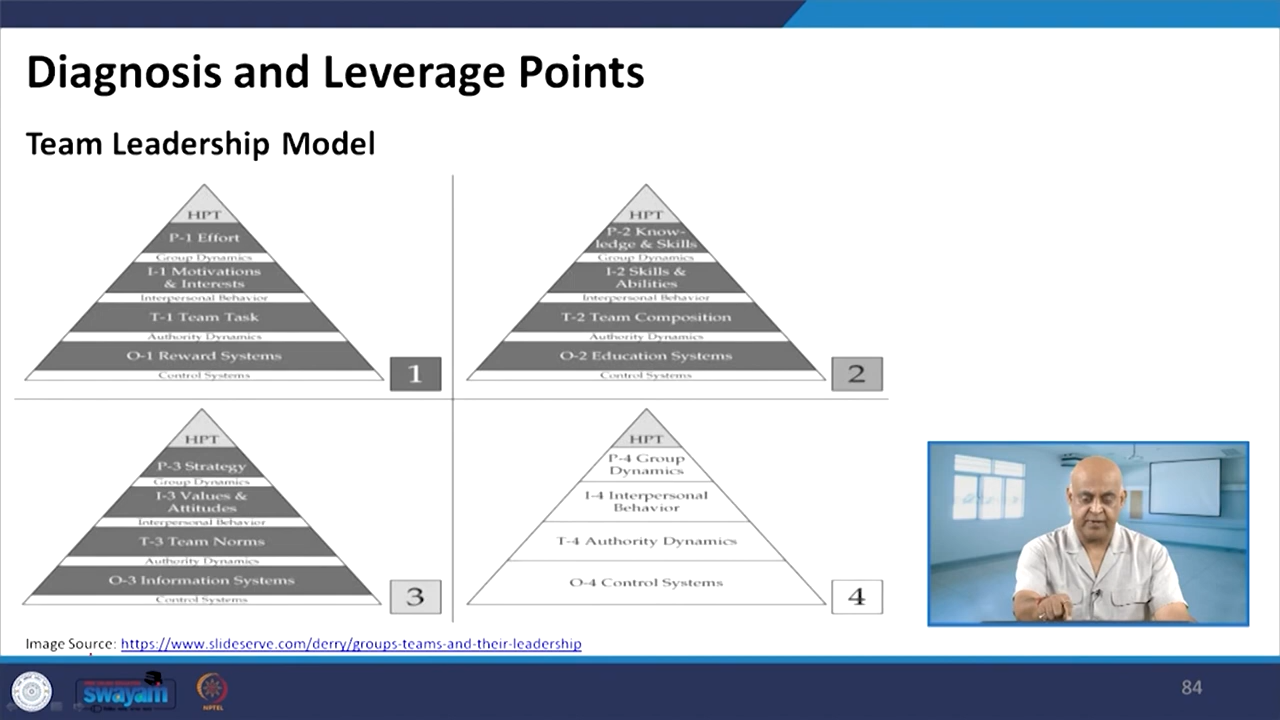 Diagnosis and Leverage Points
Team Leadership Model
HPT
P-1 Effort
Group Dynamics
I-1 Motivations
& Interests
Interpersonal Behavior
T-1 Team Task
Authority Dynamics
O-1 Reward Systems
Control Systems
1
HPT
P-2 Know-
ledge & Skills
Group Dynamics
I-2 Skills &
Abilities
Interpersonal Behavior
T-2 Team Composition
Authority Dynamics
O-2 Education Systems
Control Systems
2
HPT
P-3 Strategy
Group Dynamics
I-3 Values &
Attitudes
Interpersonal Behavior
T-3 Team Norms
Authority Dynamics
O-3 Information Systems
Control Systems
3
HPT
P-4 Group
Dynamics
I-4 Interpersonal
Behavior
T-4 Authority Dynamics
O-4 Control Systems
4
Image Source: https://www.slideserve.com/derry/groups-teams-and-their-leadership
swayam
NPTEL
84